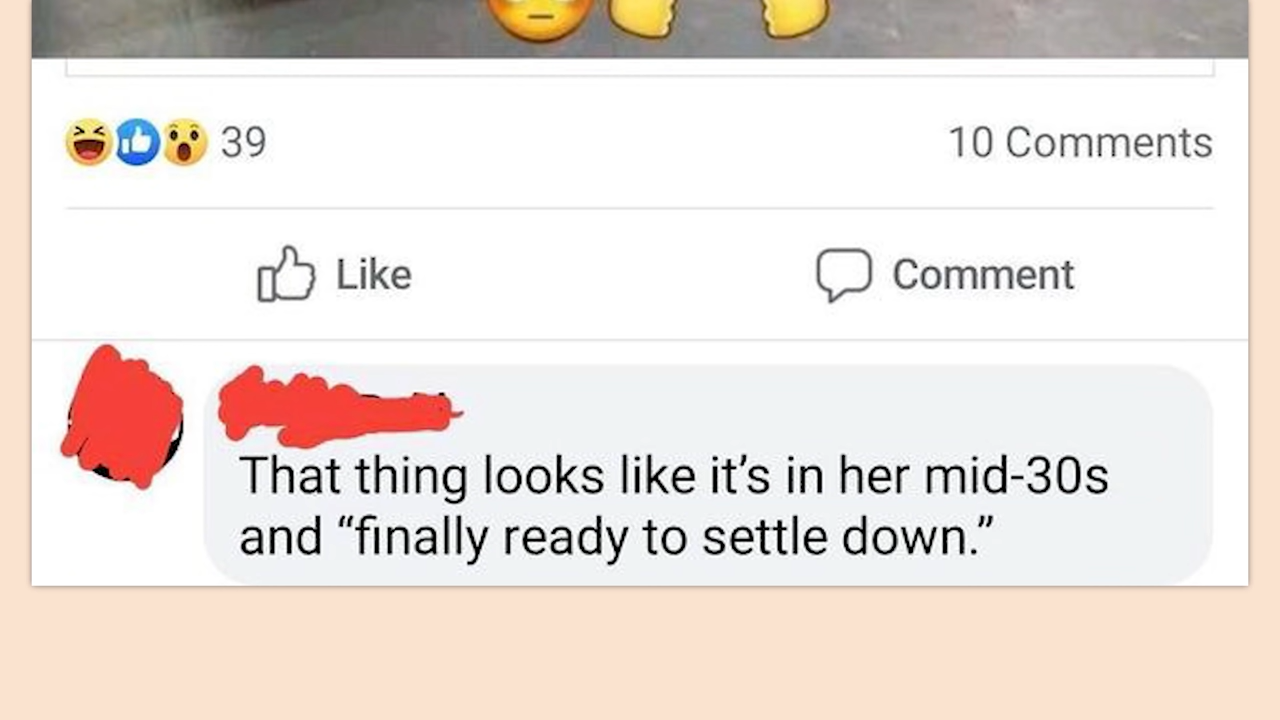 39
10 Comments
Like
Comment
That thing looks like it’s in her mid-30s
and “finally ready to settle down.”